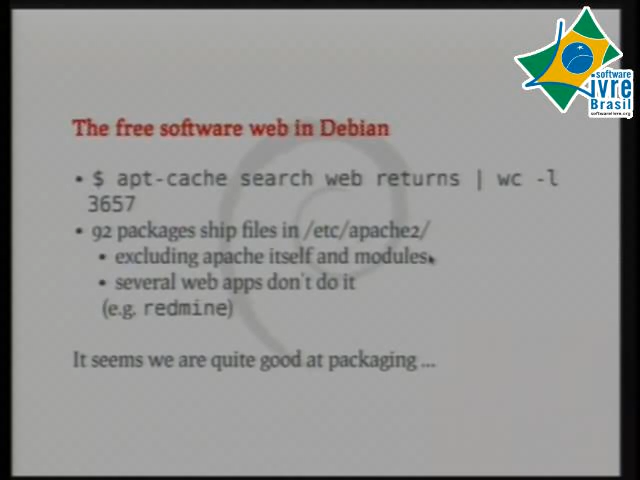 software
livre
Brasil
softwarelivre.org
The free software web in Debian
• $ apt-cache search web returns | wc -l
3657
• 92 packages ship files in /etc/apache2/
• excluding apache itself and modules
• several web apps don't do it
(e.g. redmine)
It seems we are quite good at packaging ...